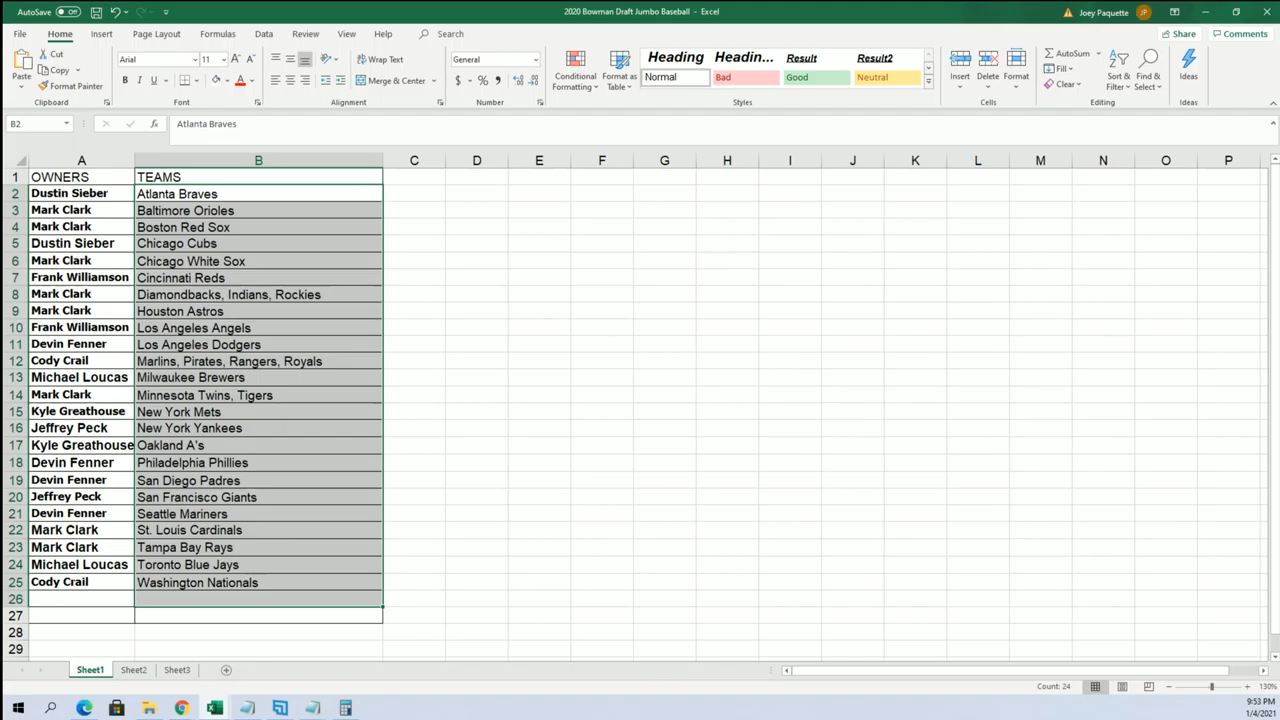 AutoSave Off 2020 Bowman Draft Jumbo Baseball - Excel Joey Paquette JP
File Home Insert Page Layout Formulas Data Review View Help Search Share Comments
Paste Cut Copy Format Painter Clipboard
Arial 11 A A B I U A Font
Wrap Text Merge & Center Alignment
General $ % , Number
Conditional Formatting Format as Table
Heading Headin... Result Result2
Normal Bad Good Neutral
Styles
Insert Delete Format Cells
AutoSum Fill Clear Sort & Filter Find & Select Editing
Ideas Ideas
B2 fx Atlanta Braves
A B C D E F G H I J K L M N O P
1 OWNERS TEAMS
2 Dustin Sieber Atlanta Braves
3 Mark Clark Baltimore Orioles
4 Mark Clark Boston Red Sox
5 Dustin Sieber Chicago Cubs
6 Mark Clark Chicago White Sox
7 Frank Williamson Cincinnati Reds
8 Mark Clark Diamondbacks, Indians, Rockies
9 Mark Clark Houston Astros
10 Frank Williamson Los Angeles Angels
11 Devin Fenner Los Angeles Dodgers
12 Cody Crail Marlins, Pirates, Rangers, Royals
13 Michael Loucas Milwaukee Brewers
14 Mark Clark Minnesota Twins, Tigers
15 Kyle Greathouse New York Mets
16 Jeffrey Peck New York Yankees
17 Kyle Greathouse Oakland A's
18 Devin Fenner Philadelphia Phillies
19 Devin Fenner San Diego Padres
20 Jeffrey Peck San Francisco Giants
21 Devin Fenner Seattle Mariners
22 Mark Clark St. Louis Cardinals
23 Mark Clark Tampa Bay Rays
24 Michael Loucas Toronto Blue Jays
25 Cody Crail Washington Nationals
26
27
28
29
Sheet1 Sheet2 Sheet3
Count: 24 130%
9:53 PM
1/4/2021